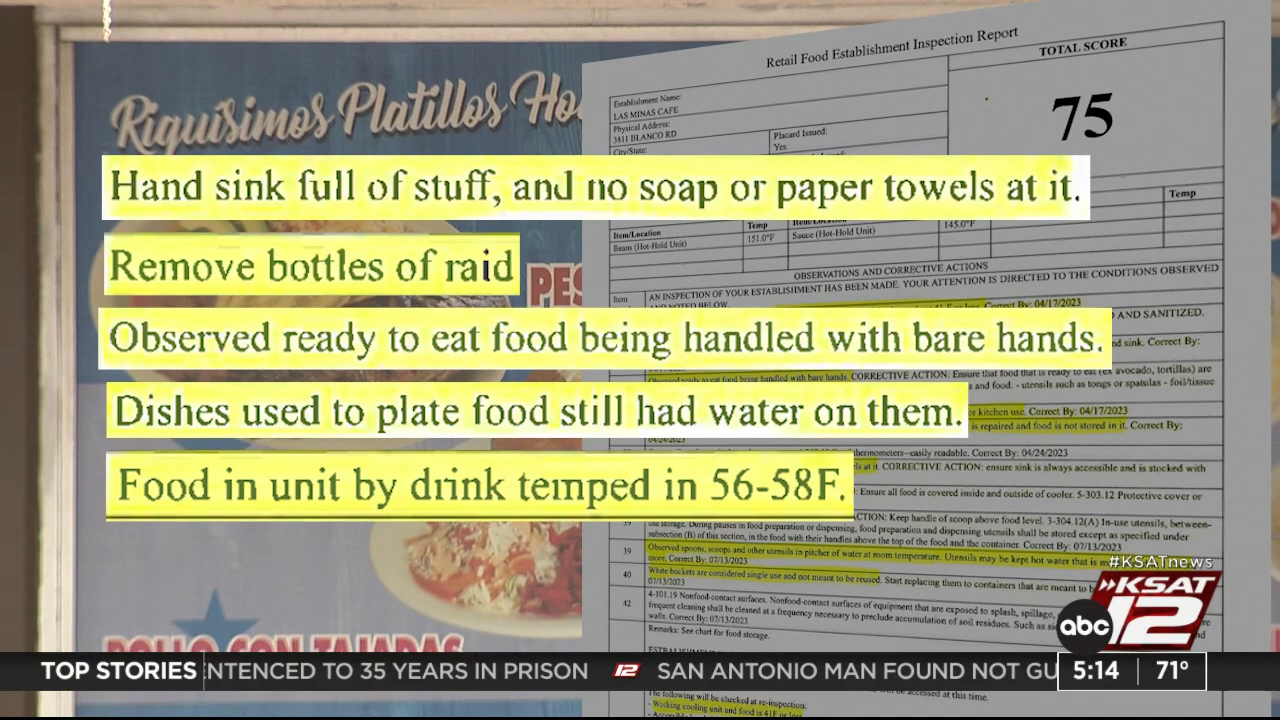 Riquisimos Platillos Ho
PES
POLLO CON TAJADAS
Retail Food Establishment Inspection Report
Establishment Name:
LAS MINAS CAFE
Physical Address:
3811 BLANCO RD
City/State:
Placard Issued:
Yes
TOTAL SCORE
75
Hand sink full of stuff, and no soap or paper towels at it.
Remove bottles of raid
Observed ready to eat food being handled with bare hands.
Dishes used to plate food still had water on them.
Food in unit by drink temped in 56-58F.
Temp
Item/Location
Temp
Item/Location
Beans (Hot-Hold Unit)
151.0°F
Sauce (Hot-Hold Unit)
145.0°F
OBSERVATIONS AND CORRECTIVE ACTIONS
Item
AN INSPECTION OF YOUR ESTABLISHMENT HAS BEEN MADE. YOUR ATTENTION IS DIRECTED TO THE CONDITIONS OBSERVED
AND NOTED BELOW.
Correct By: 04/17/2023
AND SANITIZED.
sink. Correct By:
Observed ready to eat food being handled with bare hands. CORRECTIVE ACTION: Ensure that food that is ready to eat (ex avocado, tortillas) are
and food: - utensils such as tongs or spatulas - foil/tissue
or kitchen use. Correct By: 04/17/2023
is repaired and food is not stored in it. Correct By:
04/24/2023
thermometers--easily readable. Correct By: 04/24/2023
at it. CORRECTIVE ACTION: ensure sink is always accessible and is stocked with
Ensure all food is covered inside and outside of cooler. 5-303.12 Protective cover or
39
ACTION: Keep handle of scoop above food level. 3-304.12(A) In-use utensils, between-
use storage. During pauses in food preparation or dispensing, food preparation and dispensing utensils shall be stored except as specified under
subsection (B) of this section, in the food with their handles above the top of the food and the container. Correct By: 07/13/2023
39
Observed spoons, scoops and other utensils in pitcher of water at room temperature. Utensils may be kept hot water that is
more. Correct By: 07/13/2023
40
White buckets are considered single use and not meant to be reused. Start replacing them to containers that are meant to
07/13/2023
42
4-101.19 Nonfood-contact surfaces. Nonfood-contact surfaces of equipment that are exposed to splash, spillage,
frequent cleaning shall be cleaned at a frequency necessary to preclude accumulation of soil residues. Such as
walls. Correct By: 07/13/2023
Remarks: See chart for food storage.
#KSATnews
KSAT
12
abc
TOP STORIES
ENTENCED TO 35 YEARS IN PRISON
12
SAN ANTONIO MAN FOUND NOT GU
5:14
71°
be accessed at this time.
The following will be checked at re-inspection:
- Working cooling unit and food is 41F or less